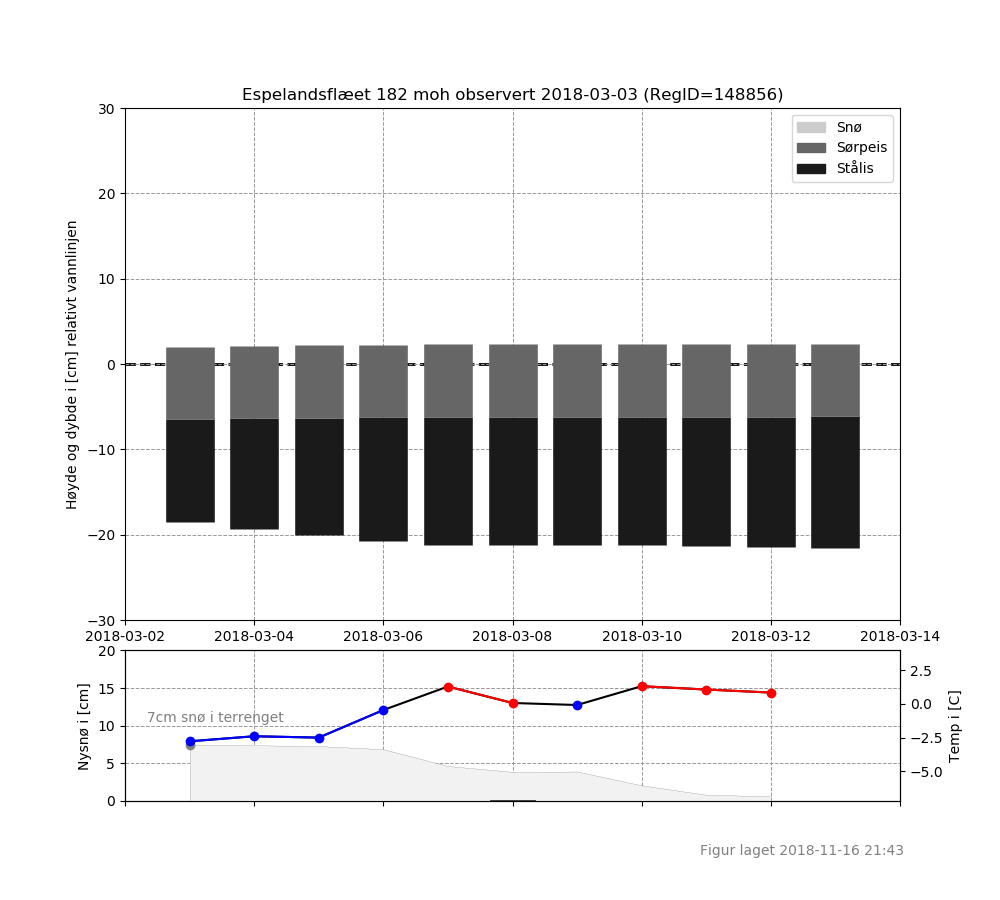 Espelandsflæet 182 moh observert 2018-03-03 (RegID=148856)
Høyde og dybde i [cm] relativt vannlinjen
30
20
10
0
−10
−20
−30
Snø
Sørpeis
Stålis
2018-03-02 2018-03-04 2018-03-06 2018-03-08 2018-03-10 2018-03-12 2018-03-14
Nysnø i [cm]
20
15
10
5
0
7cm snø i terrenget
2.5
0.0
−2.5
−5.0
Temp i [C]
Figur laget 2018-11-16 21:43